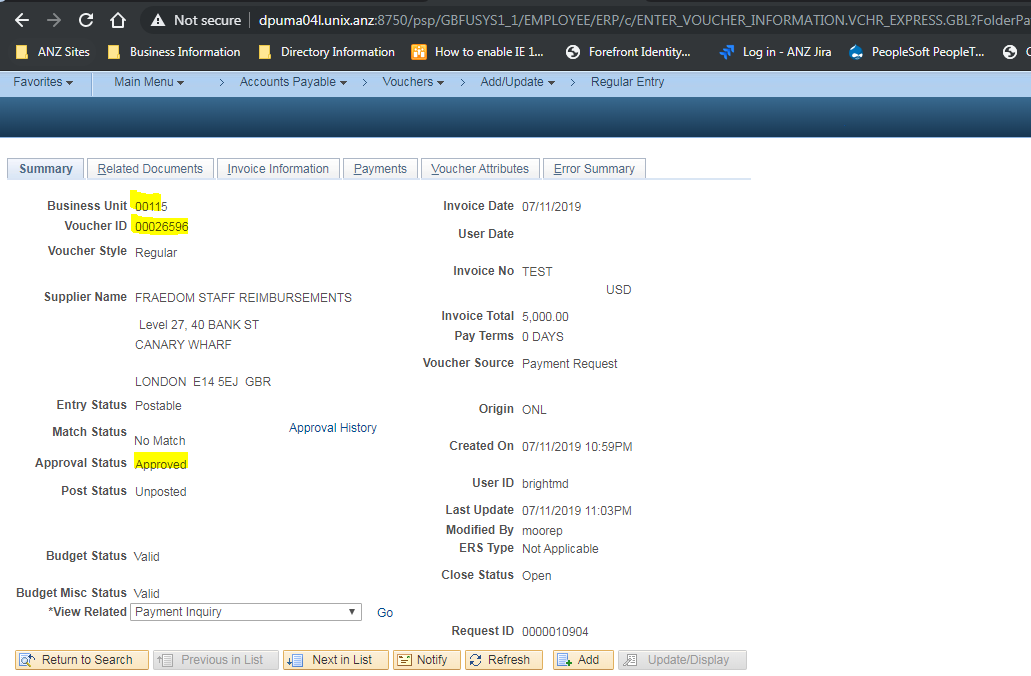 Not secure | dpuma04l.unix.anz:8750/psp/GBFUSYS1_1/EMPLOYEE/ERP/c/ENTER_VOUCHER_INFORMATION.VCHR_EXPRESS.GBL?FolderPa
ANZ Sites Business Information Directory Information How to enable IE 1... Forefront Identity... Log in - ANZ Jira PeopleSoft PeopleT...
Favorites Main Menu > Accounts Payable > Vouchers > Add/Update > Regular Entry
Summary Related Documents Invoice Information Payments Voucher Attributes Error Summary
Business Unit 00115 Invoice Date 07/11/2019
Voucher ID 00026596 User Date
Voucher Style Regular
Invoice No TEST
USD
Supplier Name FRAEDOM STAFF REIMBURSEMENTS
Invoice Total 5,000.00
Level 27, 40 BANK ST
Pay Terms 0 DAYS
CANARY WHARF
Voucher Source Payment Request
LONDON E14 5EJ GBR
Entry Status Postable Origin ONL
Match Status No Match Approval History
Created On 07/11/2019 10:59PM
Approval Status Approved
User ID brightmd
Post Status Unposted
Last Update 07/11/2019 11:03PM
Modified By moorep
ERS Type Not Applicable
Budget Status Valid
Close Status Open
Budget Misc Status Valid
*View Related Payment Inquiry Go
Request ID 0000010904
Return to Search Previous in List Next in List Notify Refresh Add Update/Display